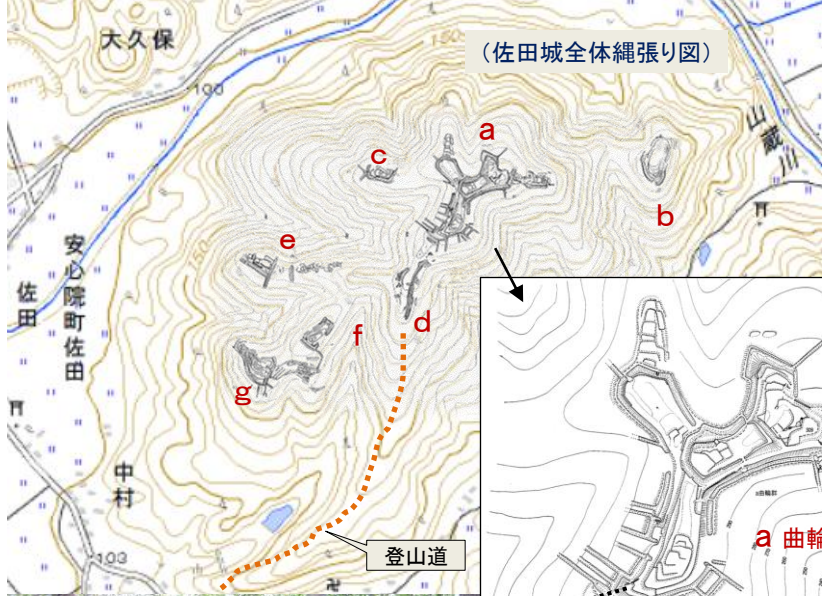 大久保
（佐田城全体縄張り図）
100
150
a
c
山蔵川
b
e
150
安心院町佐田
佐田
d
f
g
中村
103
登山道
a 曲輪